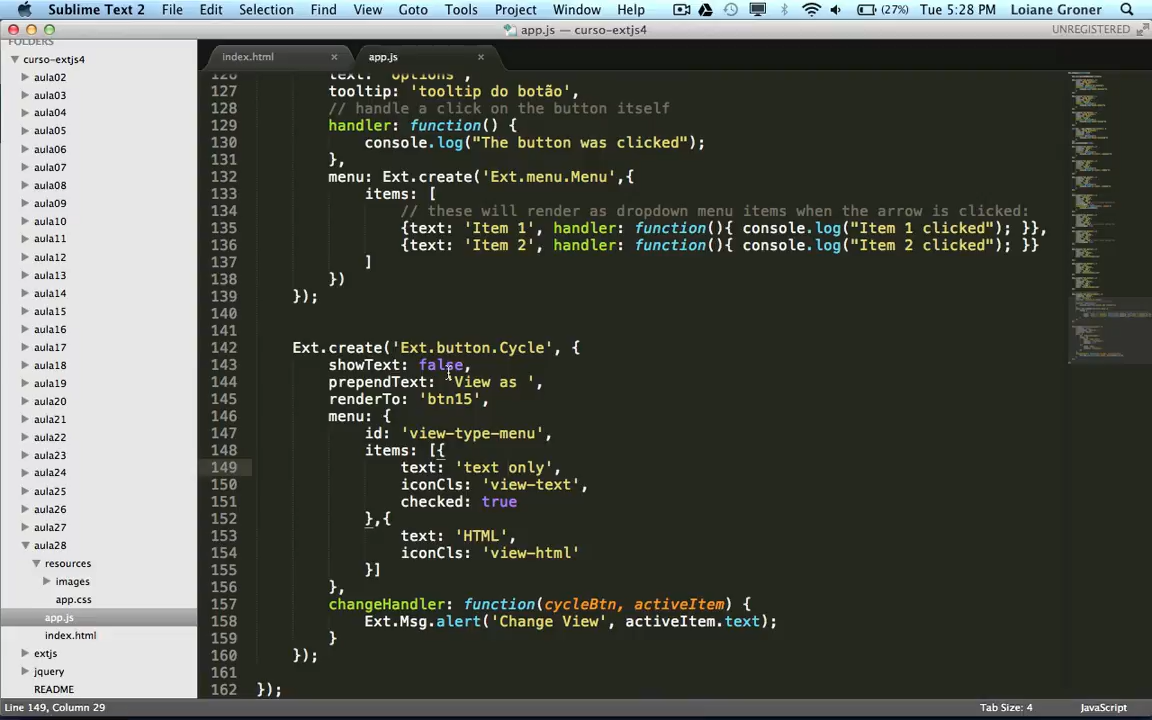 Sublime Text 2 File Edit Selection Find View Goto Tools Project Window Help (27%) Tue 5:28 PM Loiane Groner
app.js — curso-extjs4 UNREGISTERED
FOLDERS
curso-extjs4
aula02
aula03
aula04
aula05
aula06
aula07
aula08
aula09
aula10
aula11
aula12
aula13
aula14
aula15
aula16
aula17
aula18
aula19
aula20
aula21
aula22
aula23
aula24
aula25
aula26
aula27
aula28
resources
images
app.css
app.js
index.html
extjs
jquery
README
index.html × app.js ×
126 text: 'options',
127 tooltip: 'tooltip do botão',
128 // handle a click on the button itself
129 handler: function() {
130 console.log("The button was clicked");
131 },
132 menu: Ext.create('Ext.menu.Menu',{
133 items: [
134 // these will render as dropdown menu items when the arrow is clicked:
135 {text: 'Item 1', handler: function(){ console.log("Item 1 clicked"); }},
136 {text: 'Item 2', handler: function(){ console.log("Item 2 clicked"); }}
137 ]
138 })
139 });
140
141
142 Ext.create('Ext.button.Cycle', {
143 showText: false,
144 prependText: 'View as ',
145 renderTo: 'btn15',
146 menu: {
147 id: 'view-type-menu',
148 items: [{
149 text: 'text only',
150 iconCls: 'view-text',
151 checked: true
152 },{
153 text: 'HTML',
154 iconCls: 'view-html'
155 }]
156 },
157 changeHandler: function(cycleBtn, activeItem) {
158 Ext.Msg.alert('Change View', activeItem.text);
159 }
160 });
161
162 });
Line 149, Column 29 Tab Size: 4 JavaScript